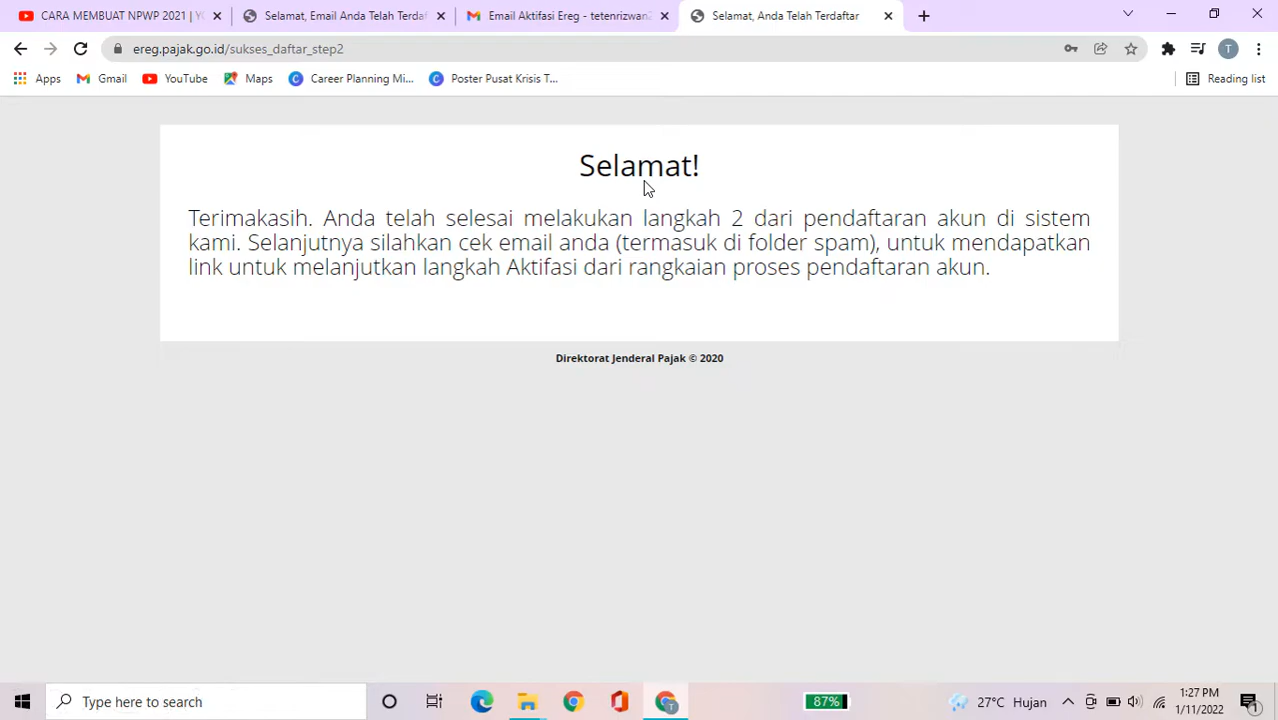 CARA MEMBUAT NPWP 2021 | Y
Selamat, Email Anda Telah Terdaf
Email Aktifasi Ereg - tetenrizwan
Selamat, Anda Telah Terdaftar
ereg.pajak.go.id/sukses_daftar_step2
T
Apps
Gmail
YouTube
Maps
Career Planning Mi...
Poster Pusat Krisis T...
Reading list
Selamat!
Terimakasih. Anda telah selesai melakukan langkah 2 dari pendaftaran akun di sistem
kami. Selanjutnya silahkan cek email anda (termasuk di folder spam), untuk mendapatkan
link untuk melanjutkan langkah Aktifasi dari rangkaian proses pendaftaran akun.
Direktorat Jenderal Pajak © 2020
Type here to search
87%
27°C Hujan
1:27 PM
1/11/2022